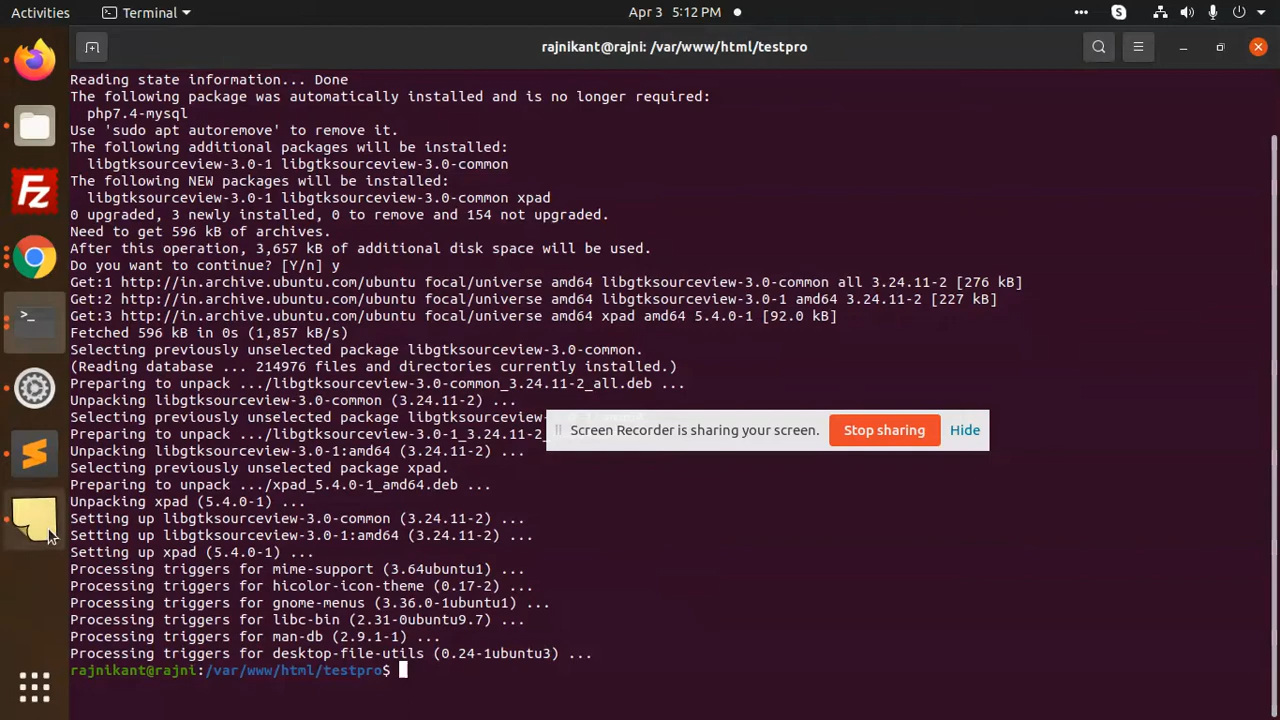 Activities Terminal Apr 3 5:12 PM
rajnikant@rajni: /var/www/html/testpro
Reading state information... Done
The following package was automatically installed and is no longer required:
php7.4-mysql
Use 'sudo apt autoremove' to remove it.
The following additional packages will be installed:
libgtksourceview-3.0-1 libgtksourceview-3.0-common
The following NEW packages will be installed:
libgtksourceview-3.0-1 libgtksourceview-3.0-common xpad
0 upgraded, 3 newly installed, 0 to remove and 154 not upgraded.
Need to get 596 kB of archives.
After this operation, 3,657 kB of additional disk space will be used.
Do you want to continue? [Y/n] y
Get:1 http://in.archive.ubuntu.com/ubuntu focal/universe amd64 libgtksourceview-3.0-common all 3.24.11-2 [276 kB]
Get:2 http://in.archive.ubuntu.com/ubuntu focal/universe amd64 libgtksourceview-3.0-1 amd64 3.24.11-2 [227 kB]
Get:3 http://in.archive.ubuntu.com/ubuntu focal/universe amd64 xpad amd64 5.4.0-1 [92.0 kB]
Fetched 596 kB in 0s (1,857 kB/s)
Selecting previously unselected package libgtksourceview-3.0-common.
(Reading database ... 214976 files and directories currently installed.)
Preparing to unpack .../libgtksourceview-3.0-common_3.24.11-2_all.deb ...
Unpacking libgtksourceview-3.0-common (3.24.11-2) ...
Selecting previously unselected package libgtksourceview-
Preparing to unpack .../libgtksourceview-3.0-1_3.24.11-2_
Screen Recorder is sharing your screen. Stop sharing Hide
Unpacking libgtksourceview-3.0-1:amd64 (3.24.11-2) ...
Selecting previously unselected package xpad.
Preparing to unpack .../xpad_5.4.0-1_amd64.deb ...
Unpacking xpad (5.4.0-1) ...
Setting up libgtksourceview-3.0-common (3.24.11-2) ...
Setting up libgtksourceview-3.0-1:amd64 (3.24.11-2) ...
Setting up xpad (5.4.0-1) ...
Processing triggers for mime-support (3.64ubuntu1) ...
Processing triggers for hicolor-icon-theme (0.17-2) ...
Processing triggers for gnome-menus (3.36.0-1ubuntu1) ...
Processing triggers for libc-bin (2.31-0ubuntu9.7) ...
Processing triggers for man-db (2.9.1-1) ...
Processing triggers for desktop-file-utils (0.24-1ubuntu3) ...
rajnikant@rajni:/var/www/html/testpro$